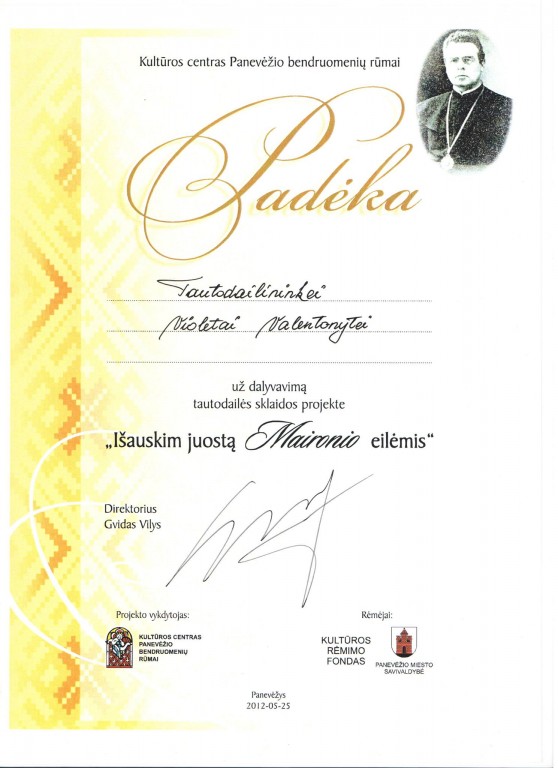 Kultūros centras Panevėžio bendruomenių rūmai
Padėka
Tautodailininkei
Violetai Valentonytei
už dalyvavimą
tautodailės sklaidos projekte
„Išauskim juostą Maironio eilėmis“
Direktorius
Gvidas Vilys
Projekto vykdytojas:
KULTŪROS CENTRAS
PANEVĖŽIO
BENDRUOMENIŲ
RŪMAI
Rėmėjai:
KULTŪROS
RĖMIMO
FONDAS
PANEVĖŽIO MIESTO
SAVIVALDYBĖ
Panevėžys
2012-05-25